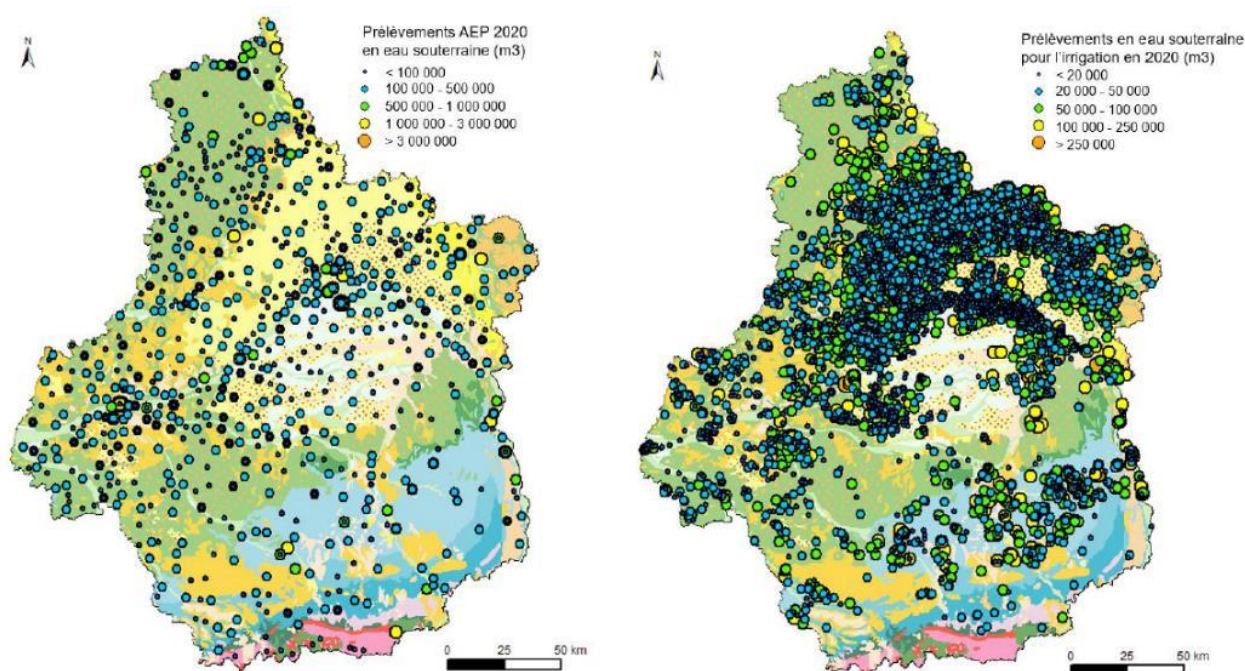 N
Prélèvements AEP 2020
en eau souterraine (m3)
< 100 000
100 000 - 500 000
500 000 - 1 000 000
1 000 000 - 3 000 000
> 3 000 000
0 25 50 km
N
Prélèvements en eau souterraine
pour l'irrigation en 2020 (m3)
< 20 000
20 000 - 50 000
50 000 - 100 000
100 000 - 250 000
> 250 000
0 25 50 km